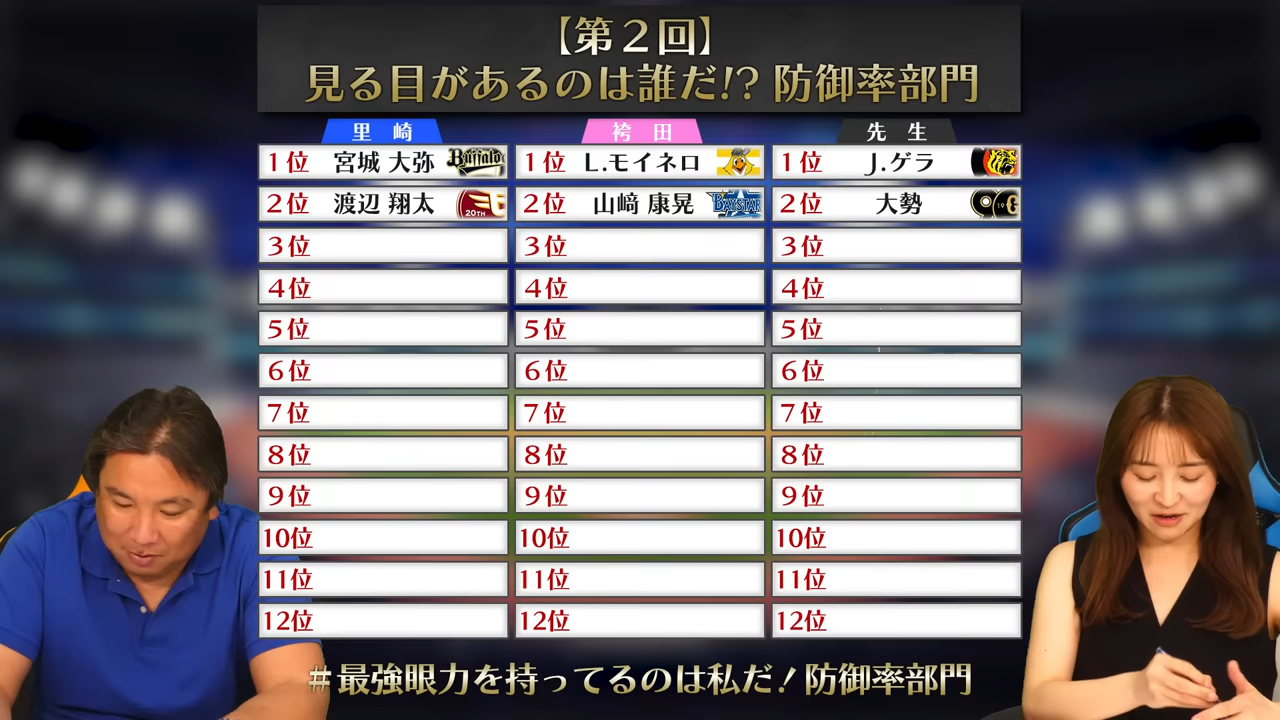 【第2回】
見る目があるのは誰だ!? 防御率部門
里崎 袴田 先生
1位 宮城 大弥 Buffalo 1位 L.モイネロ 1位 J.ゲラ
2位 渡辺 翔太 20TH 2位 山﨑 康晃 BAYSTAR 2位 大勢
3位 3位 3位
4位 4位 4位
5位 5位 5位
6位 6位 6位
7位 7位 7位
8位 8位 8位
9位 9位 9位
10位 10位 10位
11位 11位 11位
12位 12位 12位
#最強眼力を持ってるのは私だ!防御率部門